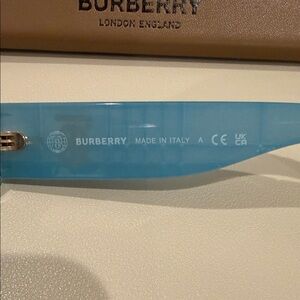 BURBERRY
LONDON ENGLAND
BURBERRY MADE IN ITALY A CE UK CA